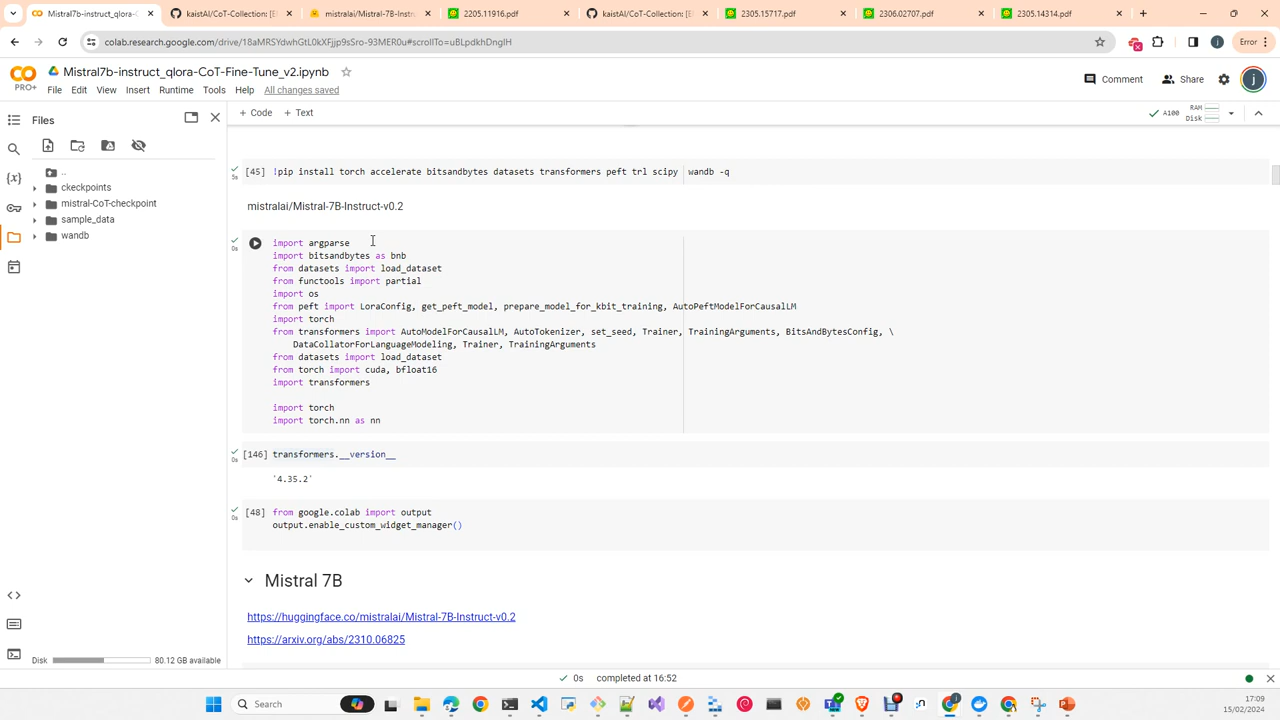 Mistral7b-instruct_qlora-C
kaistAI/CoT-Collection: [E
mistralai/Mistral-7B-Instruct
2205.11916.pdf
kaistAI/CoT-Collection: [E
2305.15717.pdf
2306.02707.pdf
2305.14314.pdf
colab.research.google.com/drive/18aMRSYdwhGtL0kXFjjp9sSro-93MER0u#scrollTo=uBLpdkhDnglH
Error
Mistral7b-instruct_qlora-CoT-Fine-Tune_v2.ipynb
PRO+
File Edit View Insert Runtime Tools Help All changes saved
Comment
Share
j
Files
+ Code + Text
A100
RAM
Disk
..
ckeckpoints
mistral-CoT-checkpoint
sample_data
wandb
5s
[45] !pip install torch accelerate bitsandbytes datasets transformers peft trl scipy wandb -q
mistralai/Mistral-7B-Instruct-v0.2
0s
import argparse
import bitsandbytes as bnb
from datasets import load_dataset
from functools import partial
import os
from peft import LoraConfig, get_peft_model, prepare_model_for_kbit_training, AutoPeftModelForCausalLM
import torch
from transformers import AutoModelForCausalLM, AutoTokenizer, set_seed, Trainer, TrainingArguments, BitsAndBytesConfig, \
DataCollatorForLanguageModeling, Trainer, TrainingArguments
from datasets import load_dataset
from torch import cuda, bfloat16
import transformers
import torch
import torch.nn as nn
0s
[146] transformers.__version__
'4.35.2'
0s
[48] from google.colab import output
output.enable_custom_widget_manager()
Mistral 7B
https://huggingface.co/mistralai/Mistral-7B-Instruct-v0.2
https://arxiv.org/abs/2310.06825
Disk
80.12 GB available
0s completed at 16:52
Search
17:09
15/02/2024